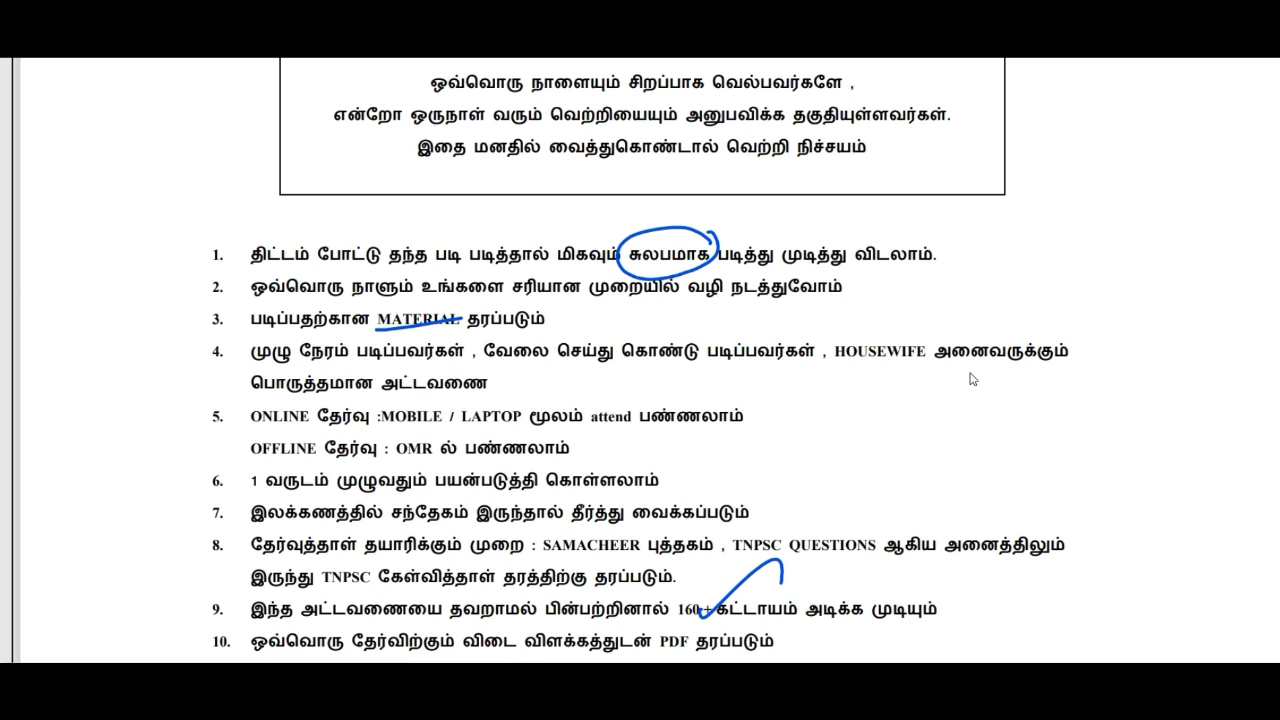 ஒவ்வொரு நாளையும் சிறப்பாக வெல்பவர்களே ,
என்றோ ஒருநாள் வரும் வெற்றியையும் அனுபவிக்க தகுதியுள்ளவர்கள்.
இதை மனதில் வைத்துகொண்டால் வெற்றி நிச்சயம்
1. திட்டம் போட்டு தந்த படி படித்தால் மிகவும் சுலபமாக படித்து முடித்து விடலாம்.
2. ஒவ்வொரு நாளும் உங்களை சரியான முறையில் வழி நடத்துவோம்
3. படிப்பதற்கான MATERIAL தரப்படும்
4. முழு நேரம் படிப்பவர்கள் , வேலை செய்து கொண்டு படிப்பவர்கள் , HOUSEWIFE அனைவருக்கும்
பொருத்தமான அட்டவணை
5. ONLINE தேர்வு :MOBILE / LAPTOP மூலம் attend பண்ணலாம்
OFFLINE தேர்வு : OMR ல் பண்ணலாம்
6. 1 வருடம் முழுவதும் பயன்படுத்தி கொள்ளலாம்
7. இலக்கணத்தில் சந்தேகம் இருந்தால் தீர்த்து வைக்கப்படும்
8. தேர்வுத்தாள் தயாரிக்கும் முறை : SAMACHEER புத்தகம் , TNPSC QUESTIONS ஆகிய அனைத்திலும்
இருந்து TNPSC கேள்வித்தாள் தரத்திற்கு தரப்படும்.
9. இந்த அட்டவணையை தவறாமல் பின்பற்றினால் 160+ கட்டாயம் அடிக்க முடியும்
10. ஒவ்வொரு தேர்விற்கும் விடை விளக்கத்துடன் PDF தரப்படும்